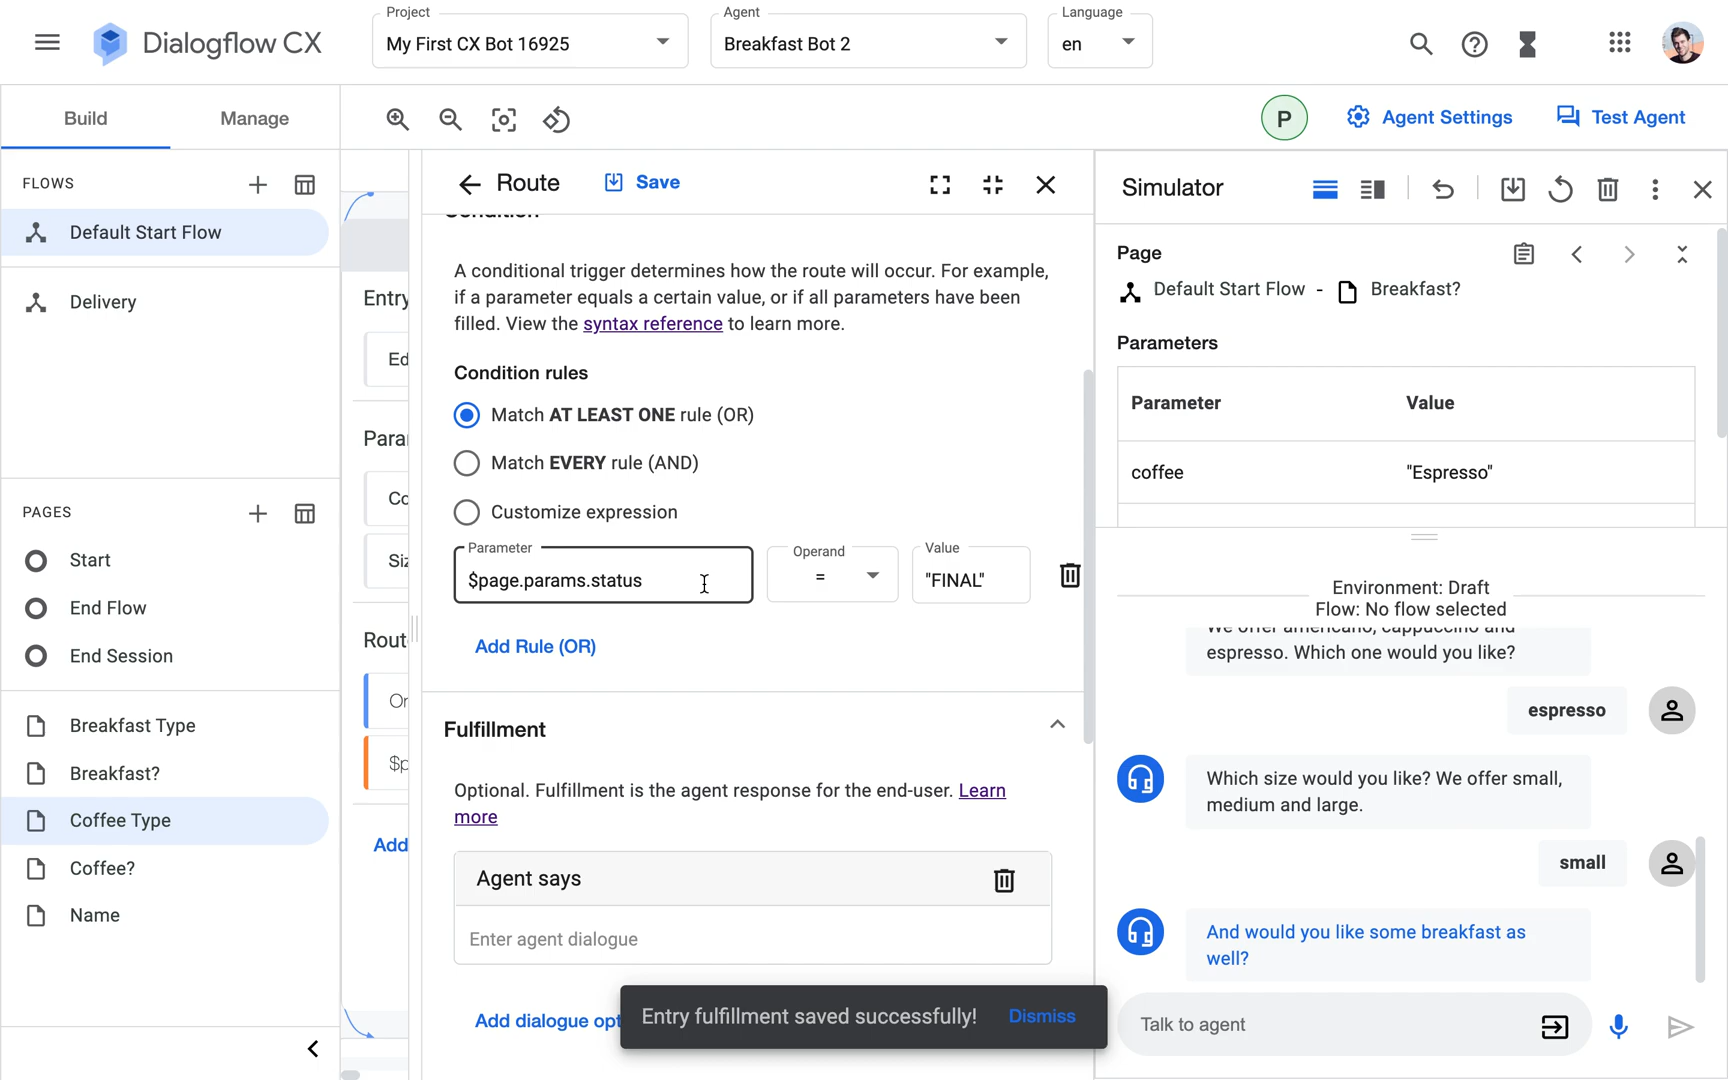 Project
Agent
Language
Dialogflow CX
My First CX Bot 16925
Breakfast Bot 2
en
Build
Manage
P
Agent Settings
Test Agent
FLOWS
Default Start Flow
Delivery
PAGES
Start
End Flow
End Session
Breakfast Type
Breakfast?
Coffee Type
Coffee?
Name
Entry
Ed
Para
Co
Siz
Rout
Or
$p
Add
Route
Save
Condition
A conditional trigger determines how the route will occur. For example,
if a parameter equals a certain value, or if all parameters have been
filled. View the syntax reference to learn more.
Condition rules
Match AT LEAST ONE rule (OR)
Match EVERY rule (AND)
Customize expression
Parameter
Operand
Value
$page.params.status
=
"FINAL"
Add Rule (OR)
Fulfillment
Optional. Fulfillment is the agent response for the end-user. Learn
more
Agent says
Enter agent dialogue
Add dialogue opt
Entry fulfillment saved successfully!
Dismiss
Simulator
Page
Default Start Flow - Breakfast?
Parameters
Parameter Value
coffee "Espresso"
Environment: Draft
Flow: No flow selected
We offer americano, cappuccino and
espresso. Which one would you like?
espresso
Which size would you like? We offer small,
medium and large.
small
And would you like some breakfast as
well?
Talk to agent